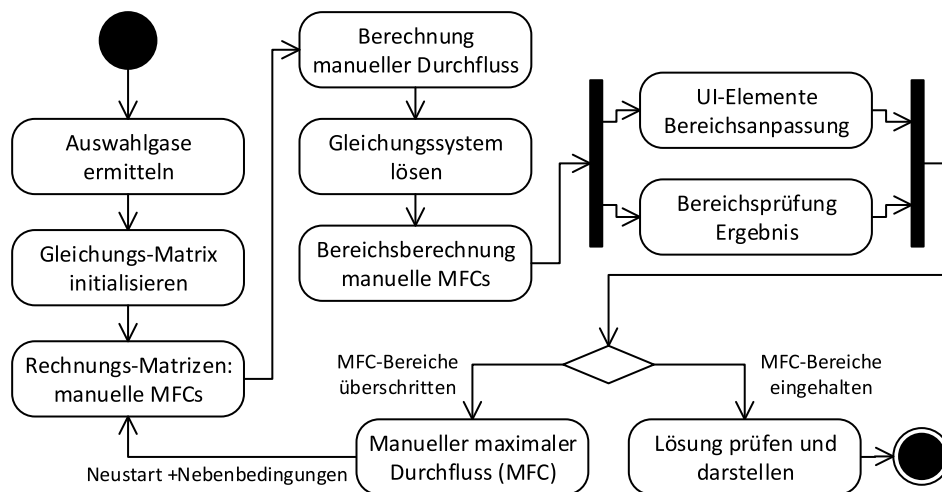 Auswahlgase
ermitteln
Gleichungs-Matrix
initialisieren
Rechnungs-Matrizen:
manuelle MFCs
Berechnung
manueller Durchfluss
Gleichungssystem
lösen
Bereichsberechnung
manuelle MFCs
UI-Elemente
Bereichsanpassung
Bereichsprüfung
Ergebnis
MFC-Bereiche
überschritten
MFC-Bereiche
eingehalten
Manueller maximaler
Durchfluss (MFC)
Neustart +Nebenbedingungen
Lösung prüfen und
darstellen